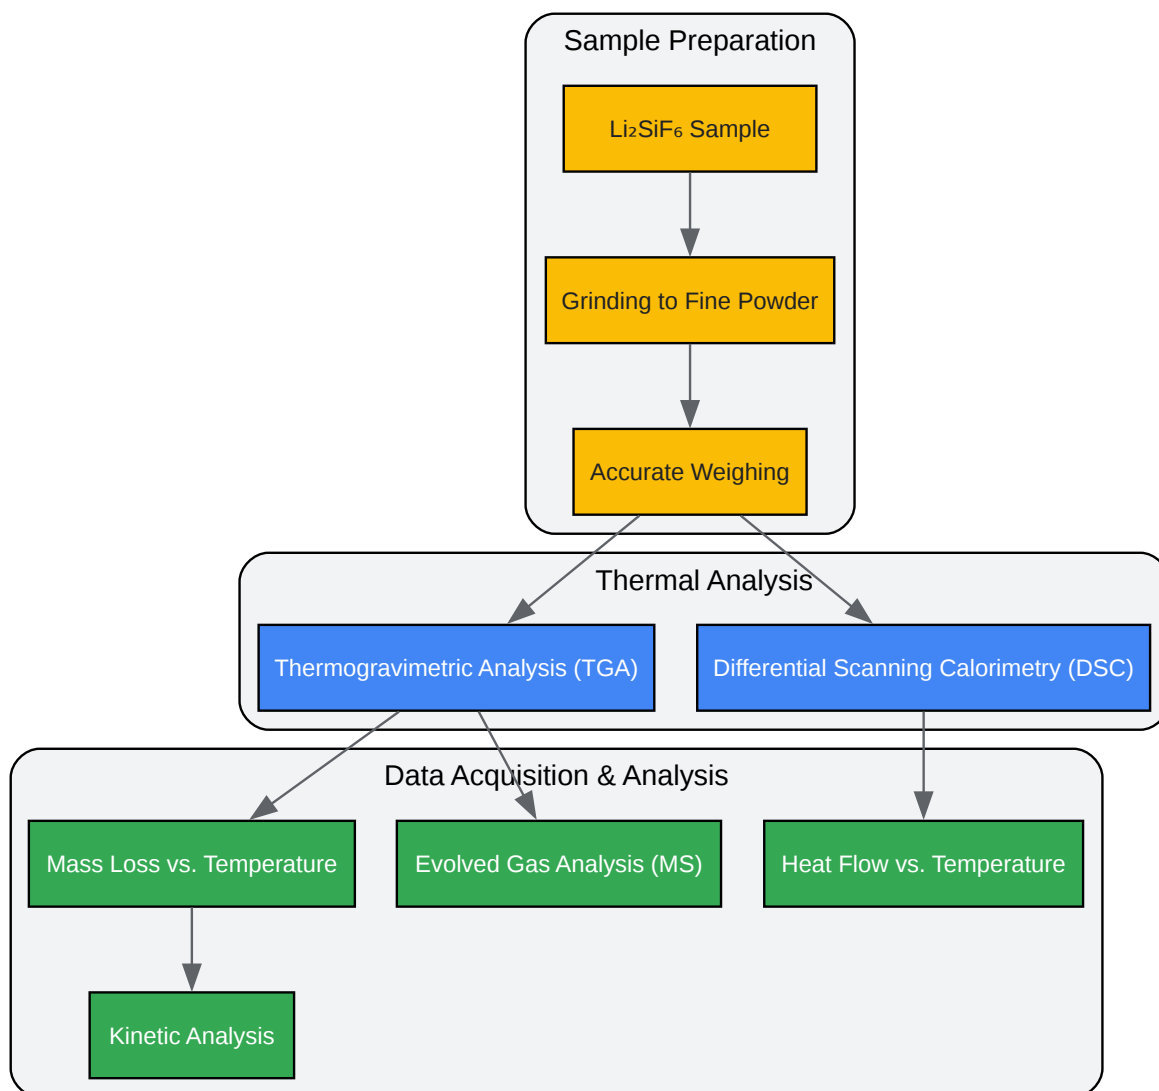 Sample Preparation
Li₂SiF₆ Sample
Grinding to Fine Powder
Accurate Weighing
Thermal Analysis
Thermogravimetric Analysis (TGA)
Differential Scanning Calorimetry (DSC)
Data Acquisition & Analysis
Mass Loss vs. Temperature
Evolved Gas Analysis (MS)
Heat Flow vs. Temperature
Kinetic Analysis